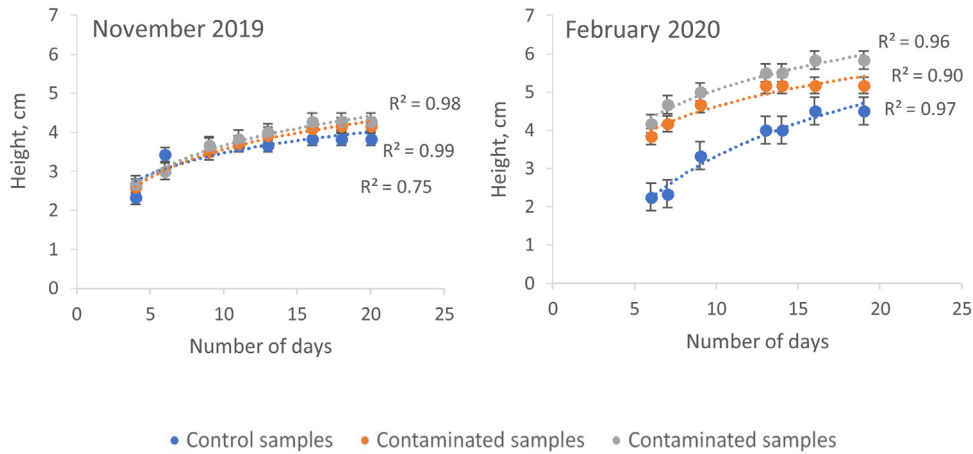 November 2019
7
6
5
4
3
2
1
0
Height, cm
R² = 0.98
R² = 0.99
R² = 0.75
0 5 10 15 20 25
Number of days
February 2020
7
6
5
4
3
2
1
0
Height, cm
R² = 0.96
R² = 0.90
R² = 0.97
0 5 10 15 20 25
Number of days
Control samples Contaminated samples Contaminated samples